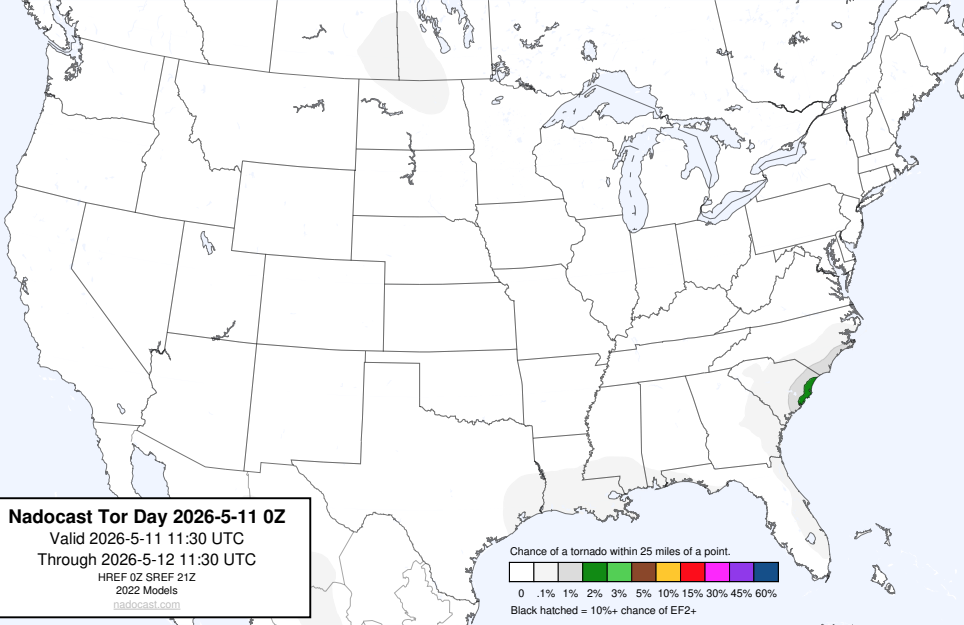 Nadocast Tor Day 2026-5-11 0Z
Valid 2026-5-11 11:30 UTC
Through 2026-5-12 11:30 UTC
HREF 0Z SREF 21Z
2022 Models
nadocast.com
Chance of a tornado within 25 miles of a point.
0 .1% 1% 2% 3% 5% 10% 15% 30% 45% 60%
Black hatched = 10%+ chance of EF2+